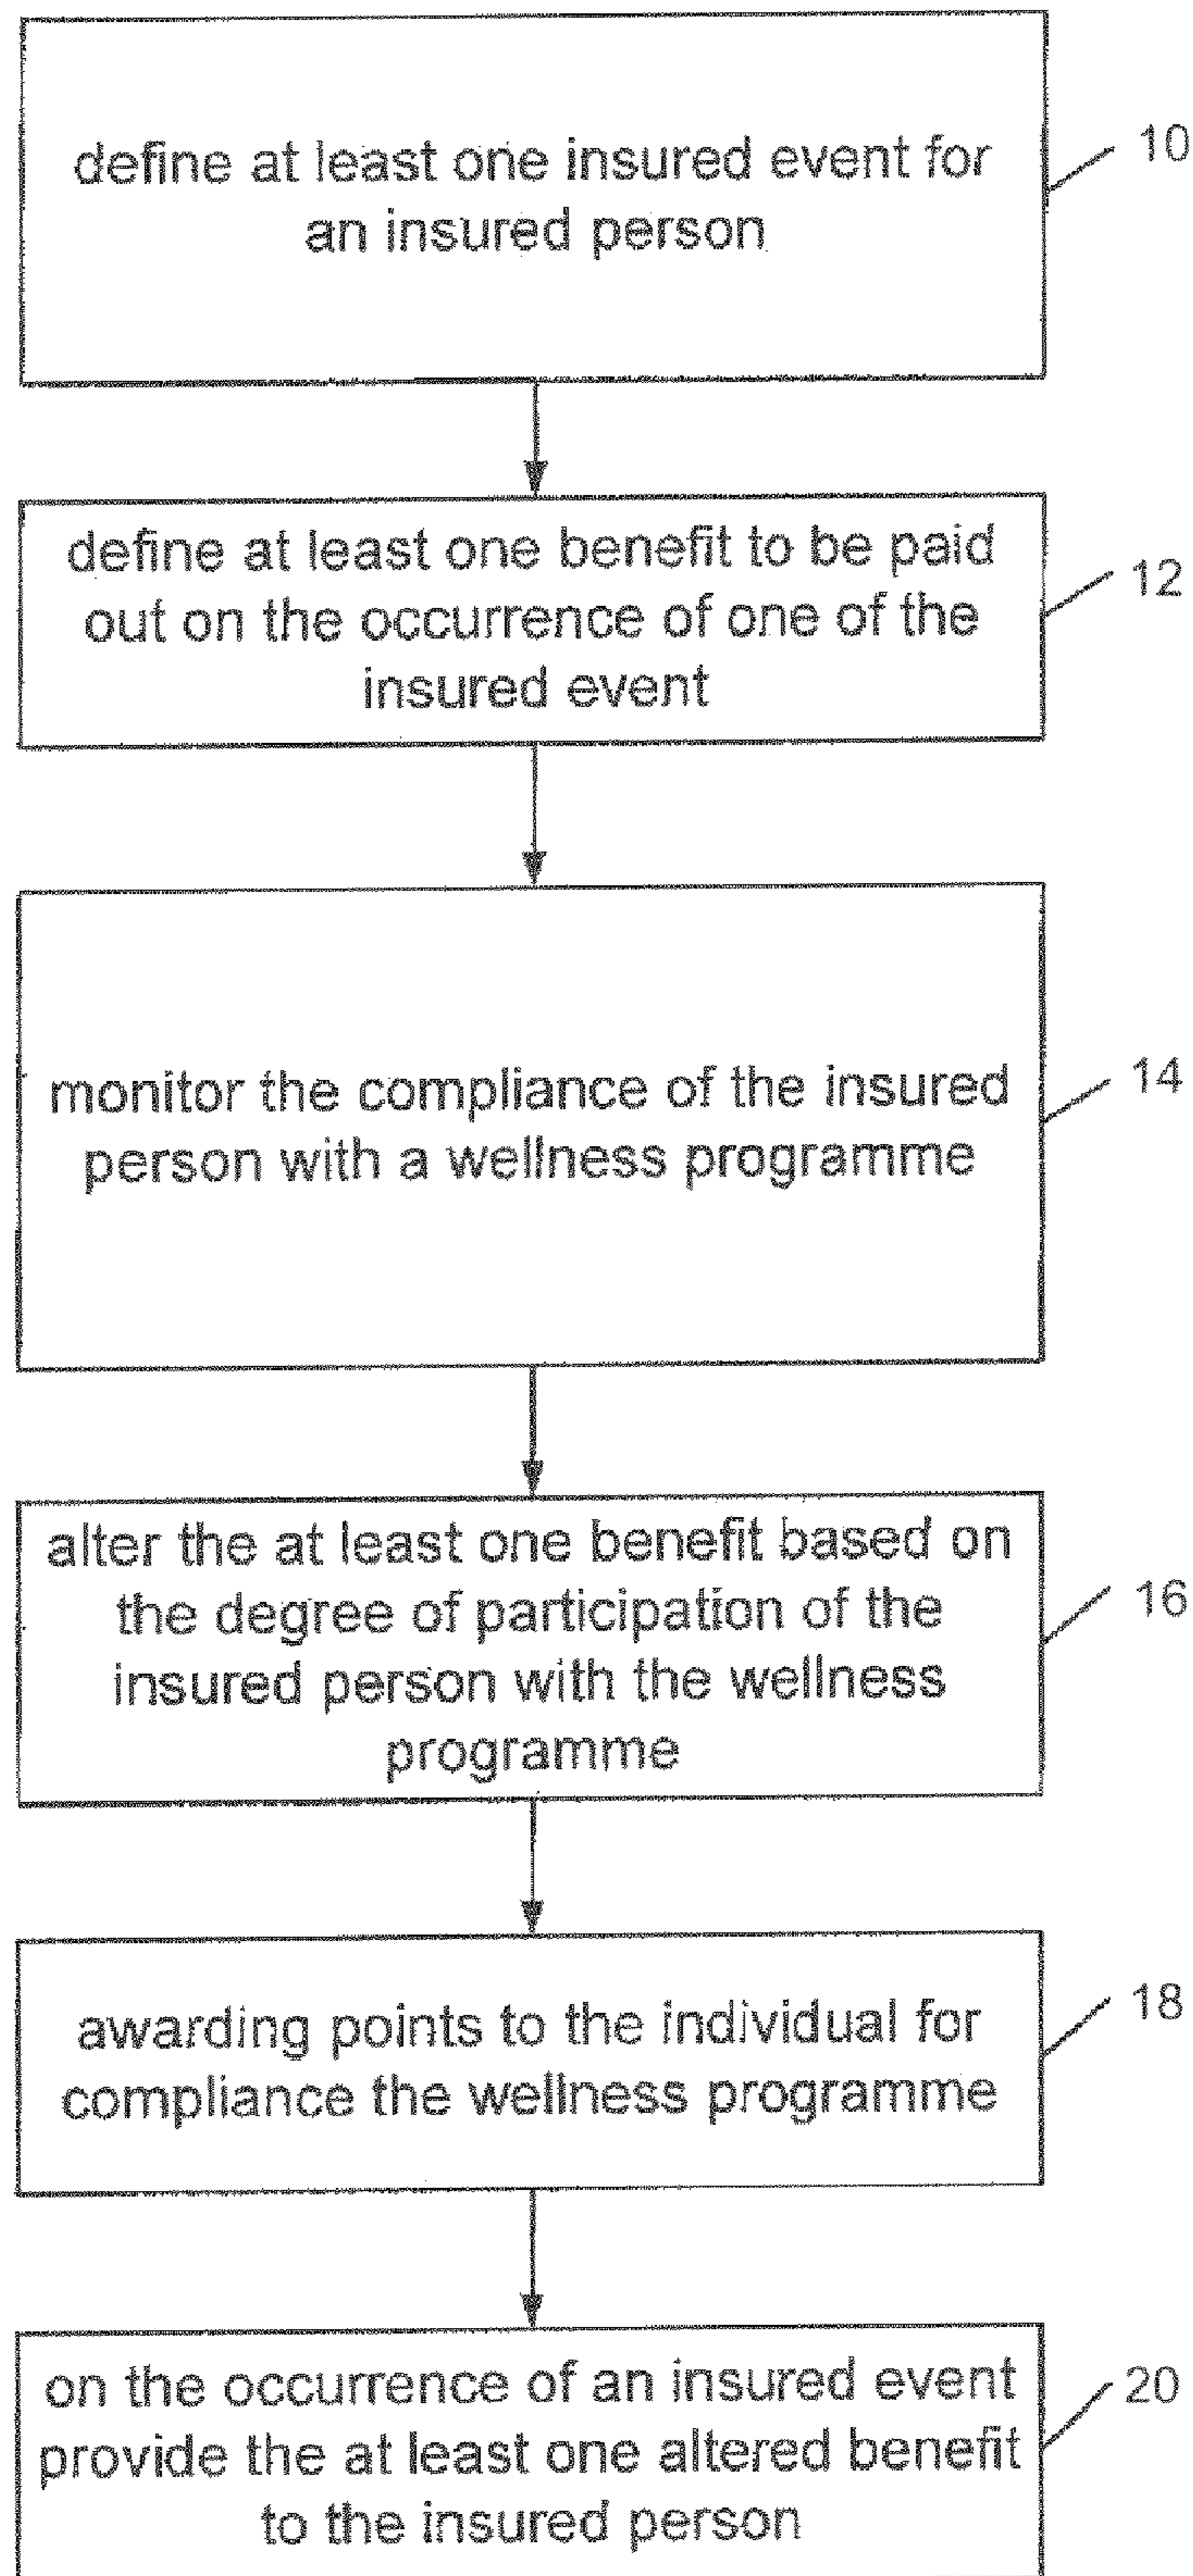 define at least one insured event for
an insured person
10
define at least one benefit to be paid
out on the occurrence of one of the
insured event
12
monitor the compliance of the insured
person with a wellness programme
14
alter the at least one benefit based on
the degree of participation of the
insured person with the wellness
programme
16
awarding points to the individual for
compliance the wellness programme
18
on the occurrence of an insured event
provide the at least one altered benefit
to the insured person
20